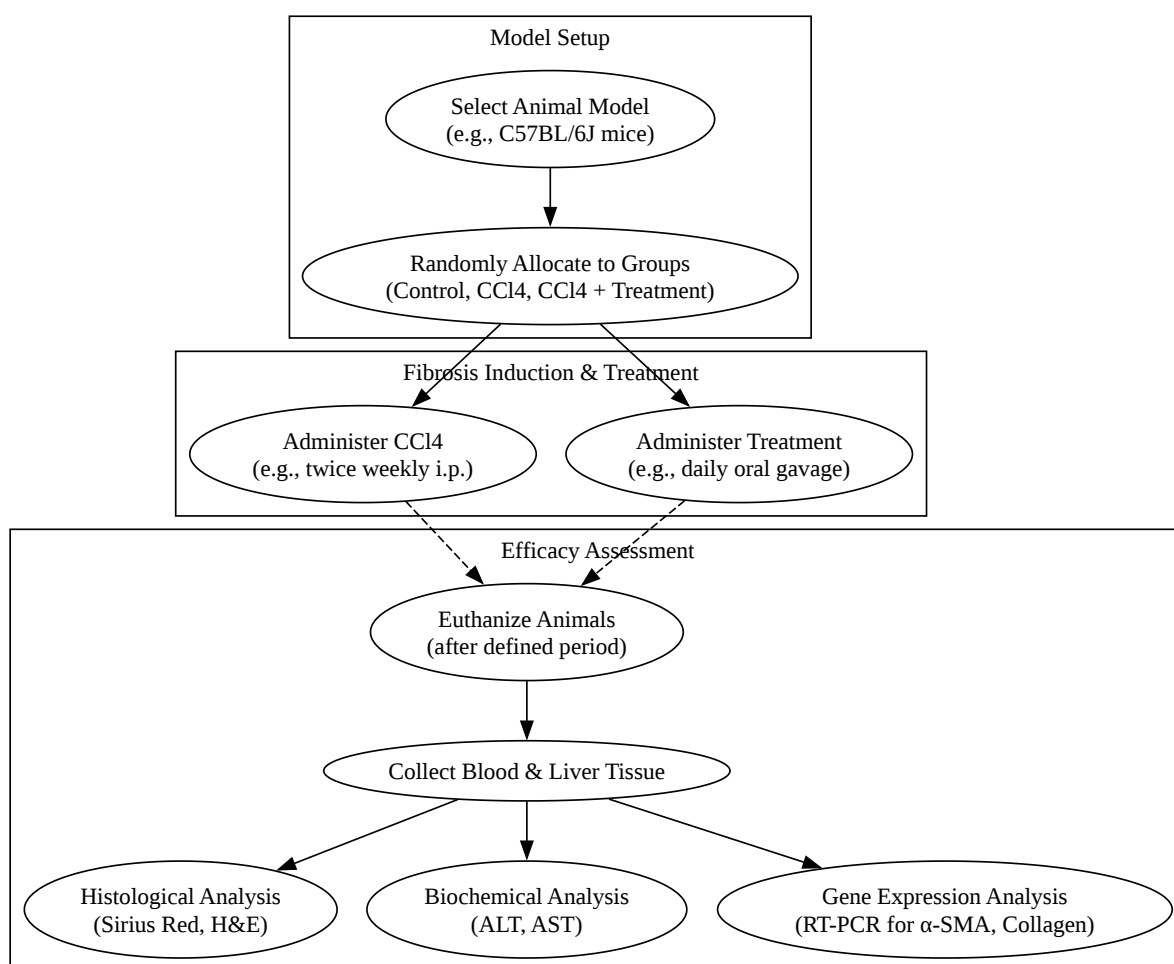 Model Setup
Select Animal Model
(e.g., C57BL/6J mice)
Randomly Allocate to Groups
(Control, CCl4, CCl4 + Treatment)
Fibrosis Induction & Treatment
Administer CCl4
(e.g., twice weekly i.p.)
Administer Treatment
(e.g., daily oral gavage)
Efficacy Assessment
Euthanize Animals
(after defined period)
Collect Blood & Liver Tissue
Histological Analysis
(Sirius Red, H&E)
Biochemical Analysis
(ALT, AST)
Gene Expression Analysis
(RT-PCR for α-SMA, Collagen)